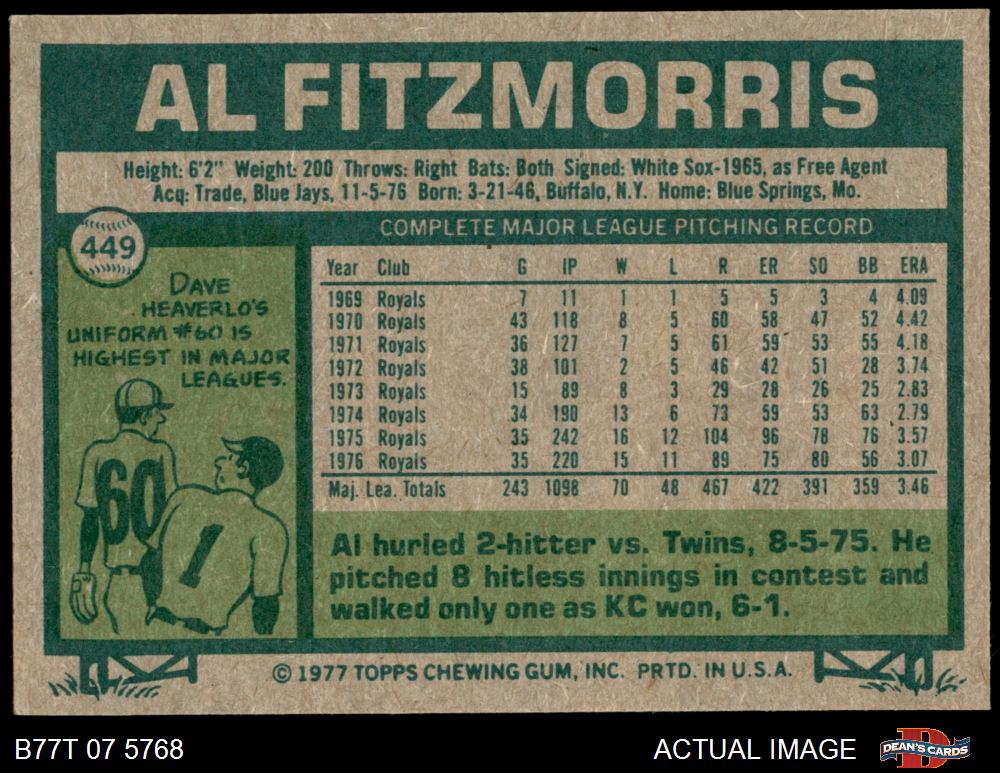 AL FITZMORRIS
Height: 6'2" Weight: 200 Throws: Right Bats: Both Signed: White Sox-1965, as Free Agent
Acq: Trade, Blue Jays, 11-5-76 Born: 3-21-46, Buffalo, N.Y. Home: Blue Springs, Mo.
449
DAVE
HEAVERLO'S
UNIFORM #60 IS
HIGHEST IN MAJOR
LEAGUES.
60
1
COMPLETE MAJOR LEAGUE PITCHING RECORD
Year Club G IP W L R ER SO BB ERA
1969 Royals 7 11 1 1 5 5 3 4 4.09
1970 Royals 43 118 8 5 60 58 47 52 4.42
1971 Royals 36 127 7 5 61 59 53 55 4.18
1972 Royals 38 101 2 5 46 42 51 28 3.74
1973 Royals 15 89 8 3 29 28 26 25 2.83
1974 Royals 34 190 13 6 73 59 53 63 2.79
1975 Royals 35 242 16 12 104 96 78 76 3.57
1976 Royals 35 220 15 11 89 75 80 56 3.07
Maj. Lea. Totals 243 1098 70 48 467 422 391 359 3.46
Al hurled 2-hitter vs. Twins, 8-5-75. He
pitched 8 hitless innings in contest and
walked only one as KC won, 6-1.
© 1977 TOPPS CHEWING GUM, INC. PRTD. IN U.S.A.
B77T 07 5768
ACTUAL IMAGE
D
DEAN'S CARDS